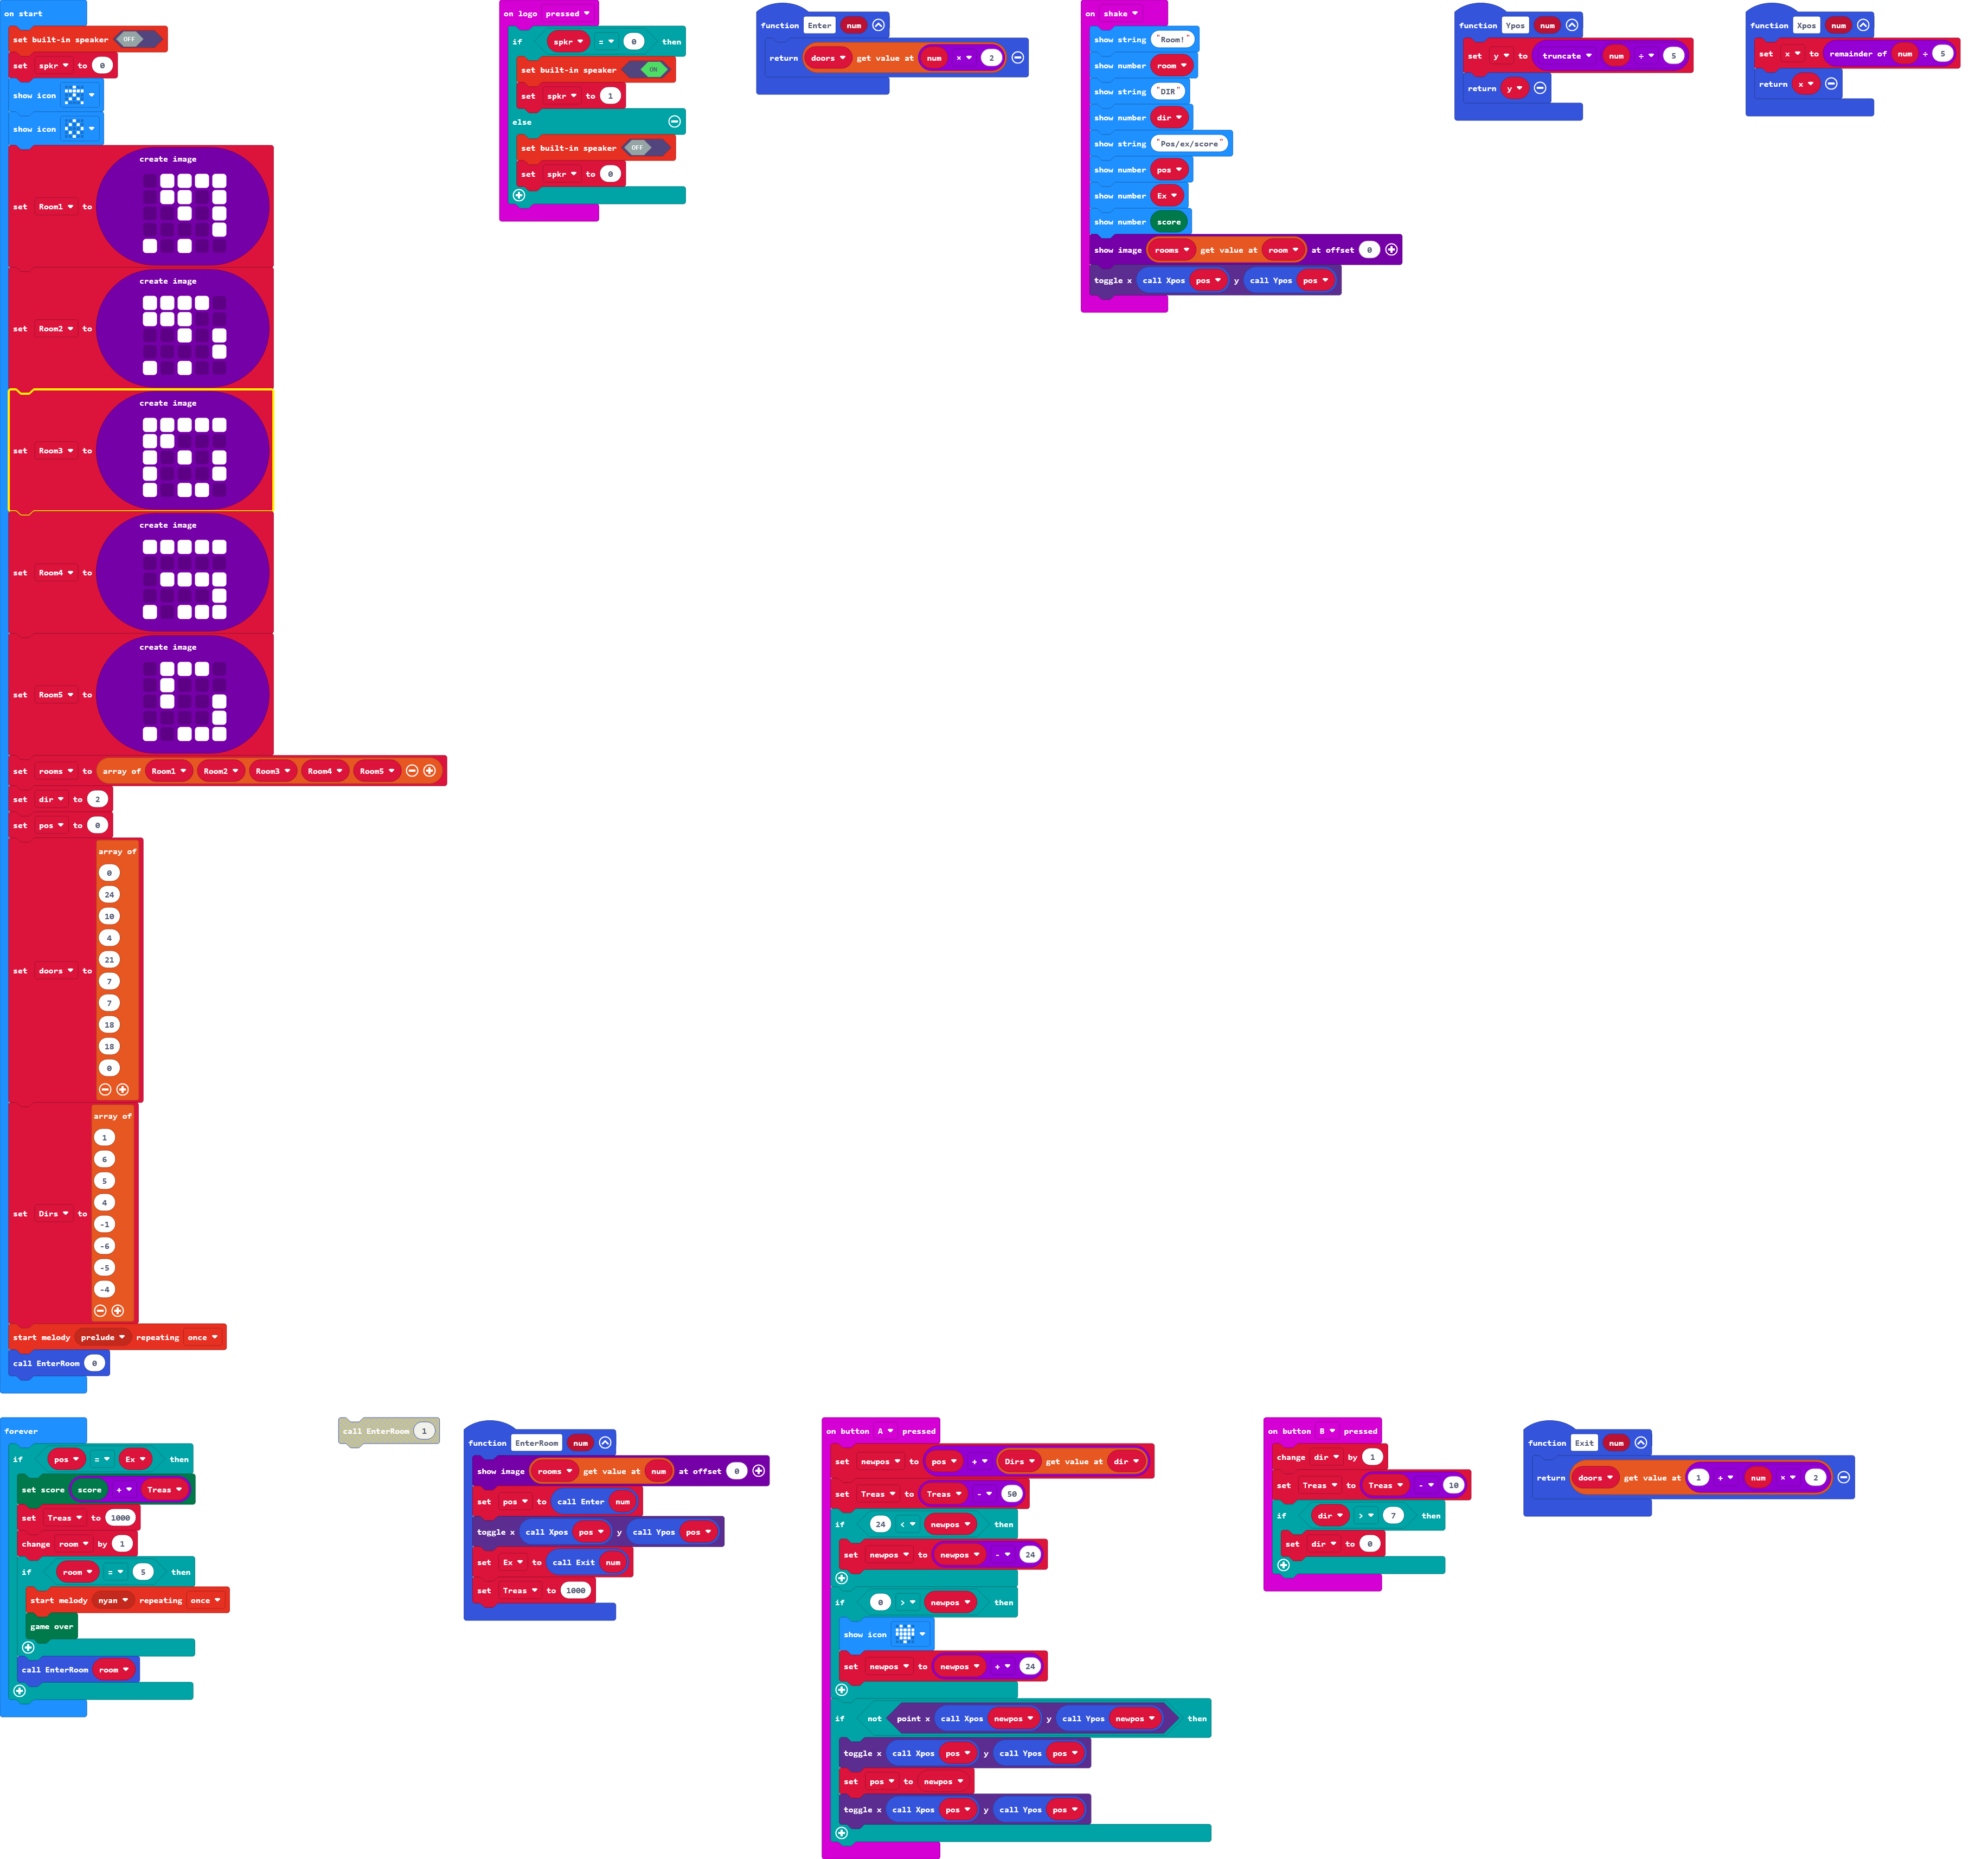 on start
set built-in speaker OFF
set spkr to 0
show icon
show icon
create image
set Room1 to
create image
set Room2 to
create image
set Room3 to
create image
set Room4 to
create image
set Room5 to
set rooms to array of Room1 Room2 Room3 Room4 Room5
set dir to 2
set pos to 0
set doors to
array of
0
24
10
4
21
7
7
18
18
0
set Dirs to
array of
1
6
5
4
-1
-6
-5
-4
start melody prelude repeating once
call EnterRoom 0
on logo pressed
if spkr = 0 then
set built-in speaker ON
set spkr to 1
else
set built-in speaker OFF
set spkr to 0
function Enter num
return doors get value at num × 2
on shake
show string "Room!"
show number room
show string "DIR"
show number dir
show string "Pos/ex/score"
show number pos
show number Ex
show number score
show image rooms get value at room at offset 0
toggle x call Xpos pos y call Ypos pos
function Ypos num
set y to truncate num ÷ 5
return y
function Xpos num
set x to remainder of num ÷ 5
return x
forever
if pos = Ex then
set score score + Treas
set Treas to 1000
change room by 1
if room = 5 then
start melody nyan repeating once
game over
call EnterRoom room
call EnterRoom 1
function EnterRoom num
show image rooms get value at num at offset 0
set pos to call Enter num
toggle x call Xpos pos y call Ypos pos
set Ex to call Exit num
set Treas to 1000
on button A pressed
set newpos to pos + Dirs get value at dir
set Treas to Treas - 50
if 24 < newpos then
set newpos to newpos - 24
if 0 > newpos then
show icon
set newpos to newpos + 24
if not point x call Xpos newpos y call Ypos newpos then
toggle x call Xpos pos y call Ypos pos
set pos to newpos
toggle x call Xpos pos y call Ypos pos
on button B pressed
change dir by 1
set Treas to Treas - 10
if dir > 7 then
set dir to 0
function Exit num
return doors get value at 1 + num × 2